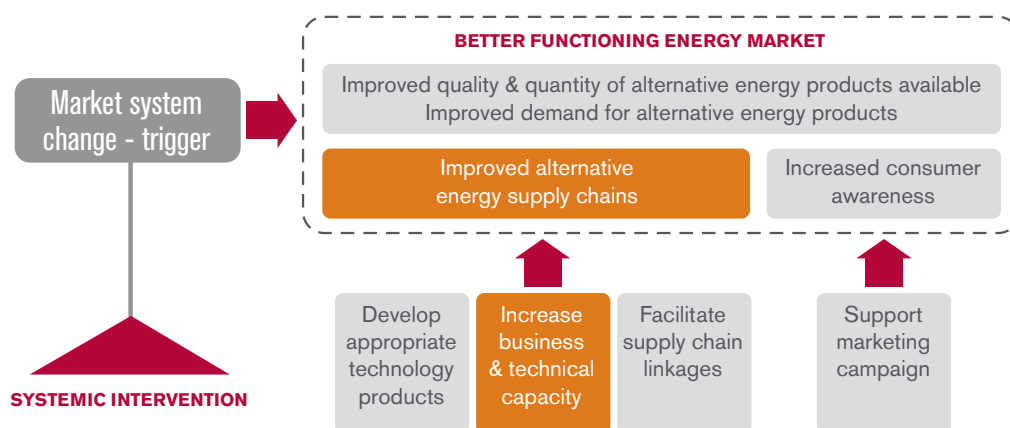 BETTER FUNCTIONING ENERGY MARKET
Improved quality & quantity of alternative energy products available
Improved demand for alternative energy products
Market system
change - trigger
Improved alternative
energy supply chains
Increased consumer
awareness
Develop
appropriate
technology
products
Increase
business
& technical
capacity
Facilitate
supply chain
linkages
Support
marketing
campaign
SYSTEMIC INTERVENTION